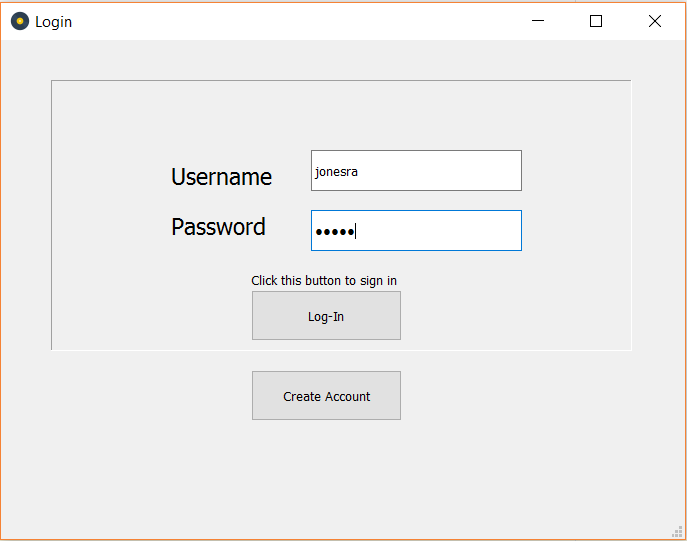 Login
Username
jonesra
Password
•••••
Click this button to sign in
Log-In
Create Account